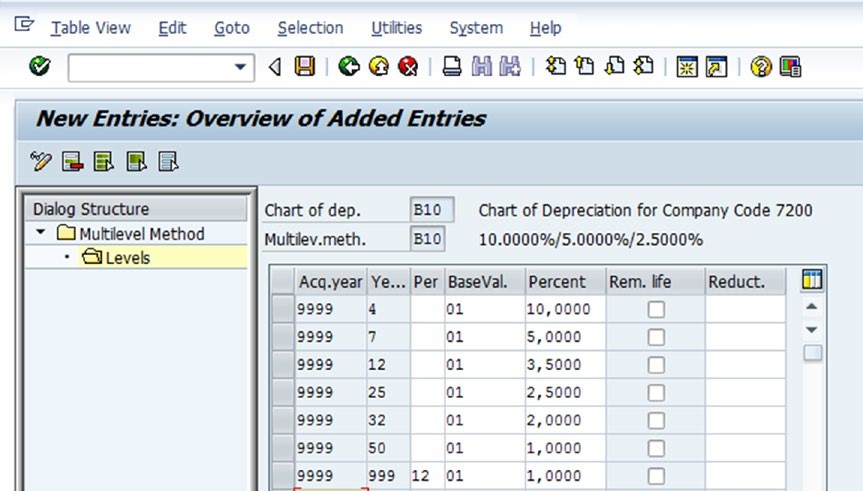 Table View Edit Goto Selection Utilities System Help
New Entries: Overview of Added Entries
Dialog Structure
Multilevel Method
Levels
Chart of dep. B10 Chart of Depreciation for Company Code 7200
Multilev.meth. B10 10.0000%/5.0000%/2.5000%
Acq.year Ye... Per BaseVal. Percent Rem. life Reduct.
9999 4 01 10,0000
9999 7 01 5,0000
9999 12 01 3,5000
9999 25 01 2,5000
9999 32 01 2,0000
9999 50 01 1,0000
9999 999 12 01 1,0000